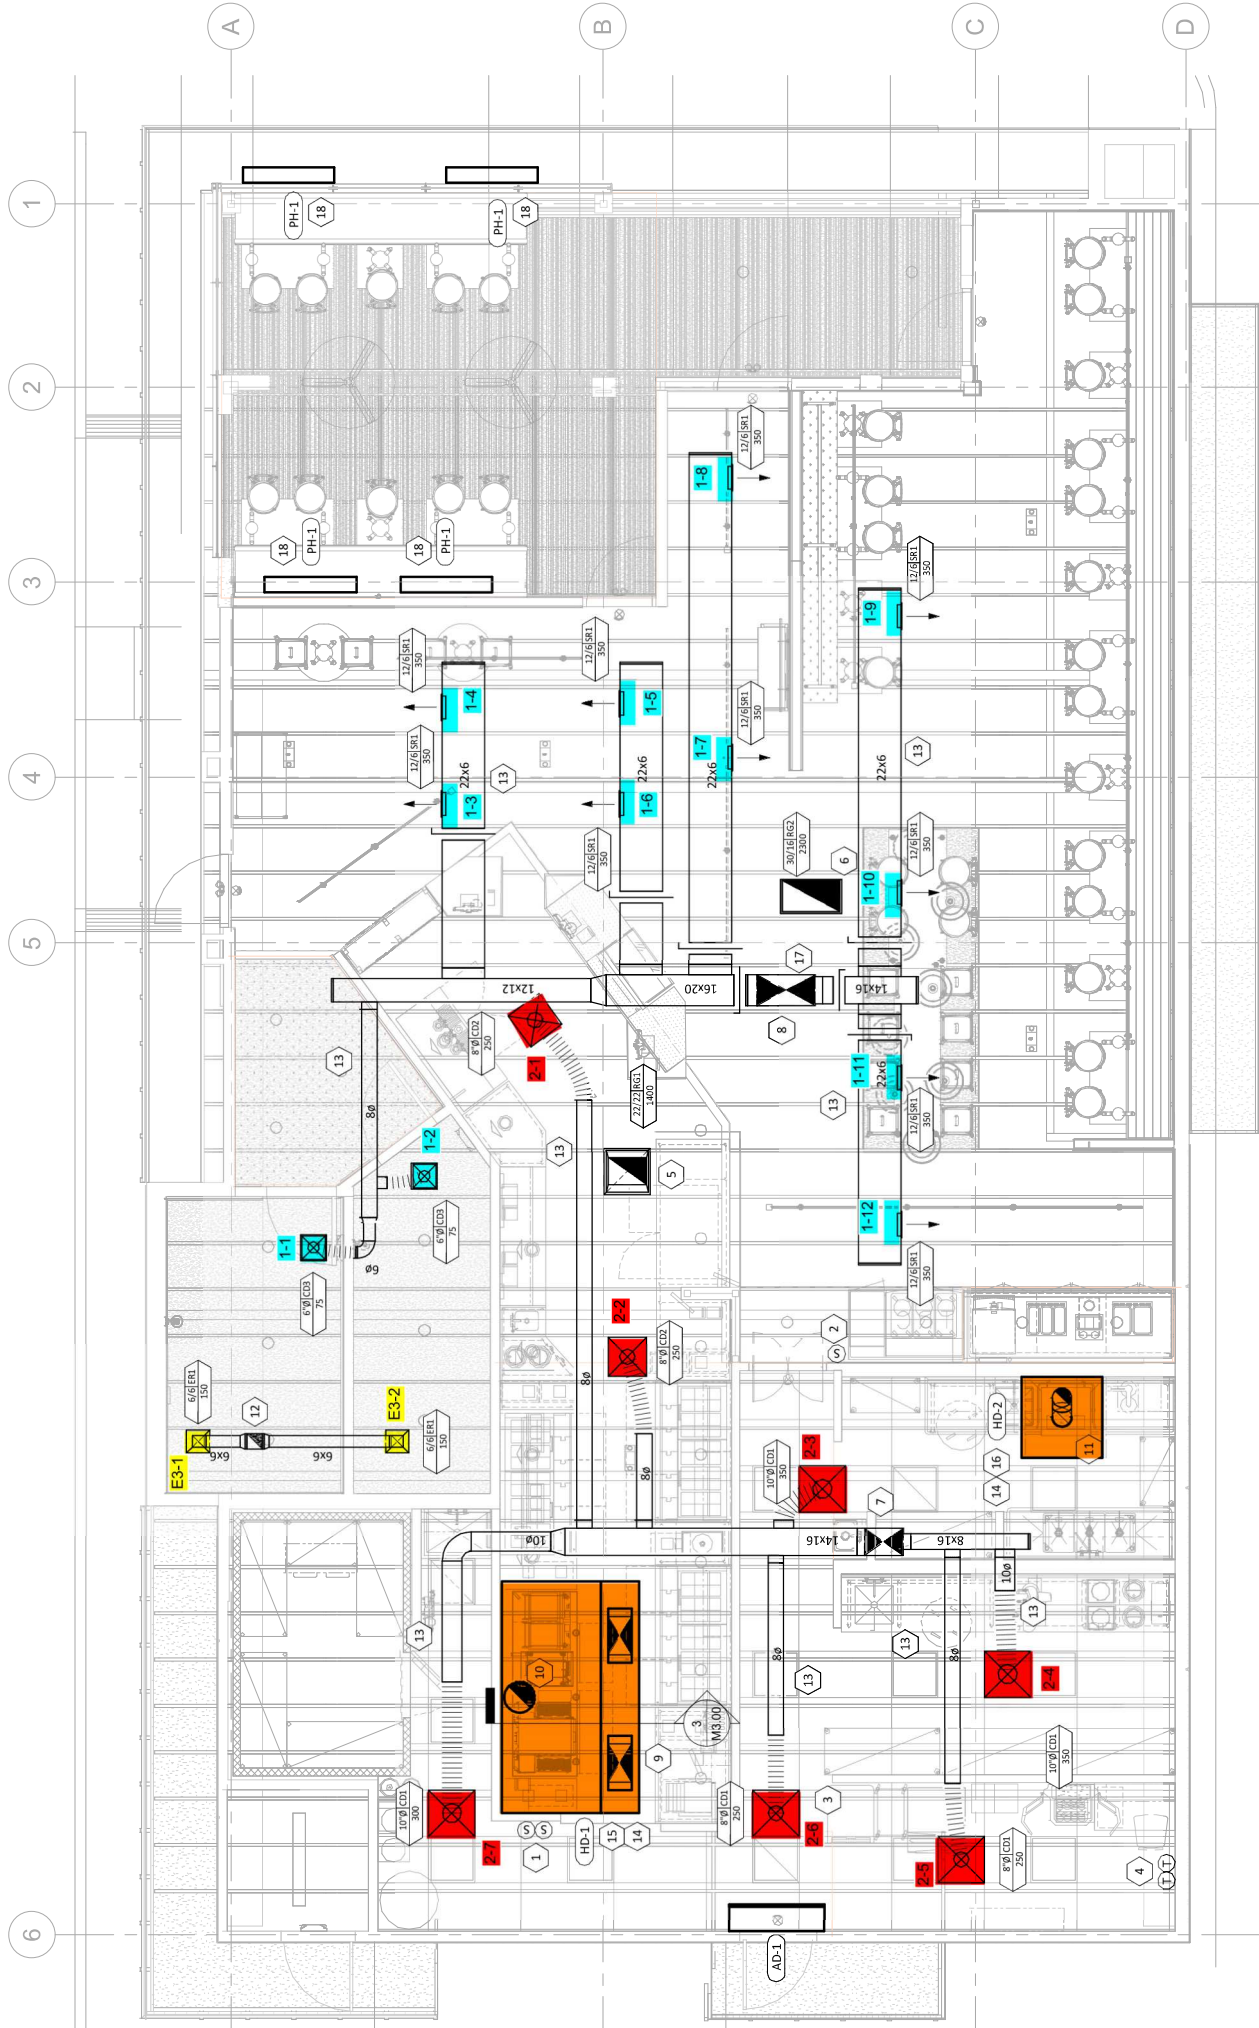 A
B
C
D
1
2
3
4
5
6
PH-1
18
PH-1
18
18
PH-1
18
PH-1
12/6 SR1
350
1-8
12/6 SR1
350
1-9
12/6 SR1
350
1-4
12/6 SR1
350
1-5
12/6 SR1
350
1-7
12/6 SR1
350
1-3
22x6
13
22x6
1-6
22x6
22x6
13
12/6 SR1
350
30/16 RG2
2300
6
12/6 SR1
350
1-10
12x12
16x20
17
8
14x16
8"Ø CD2
250
2-1
13
8ø
22/22 RG1
1400
13
1-11
22x6
12/6 SR1
350
13
5
1-2
6"Ø CD3
75
1-1
6ø
6"Ø CD3
75
1-12
12/6 SR1
350
2-2
8"Ø CD2
250
8ø
2
S
6/6 ER1
150
12
E3-2
6/6 ER1
150
E3-1
6x6
6x6
HD-2
11
16
14
2-3
10"Ø CD1
350
7
8ø
10ø
14x16
8x16
10ø
13
13
10
8ø
13
13
8ø
2-4
3
M3.00
9
10"Ø CD1
300
2-7
S
S
1
HD-1
15
14
8"Ø CD1
250
2-6
3
10"Ø CD1
350
2-5
8"Ø CD1
250
4
T
T
AD-1